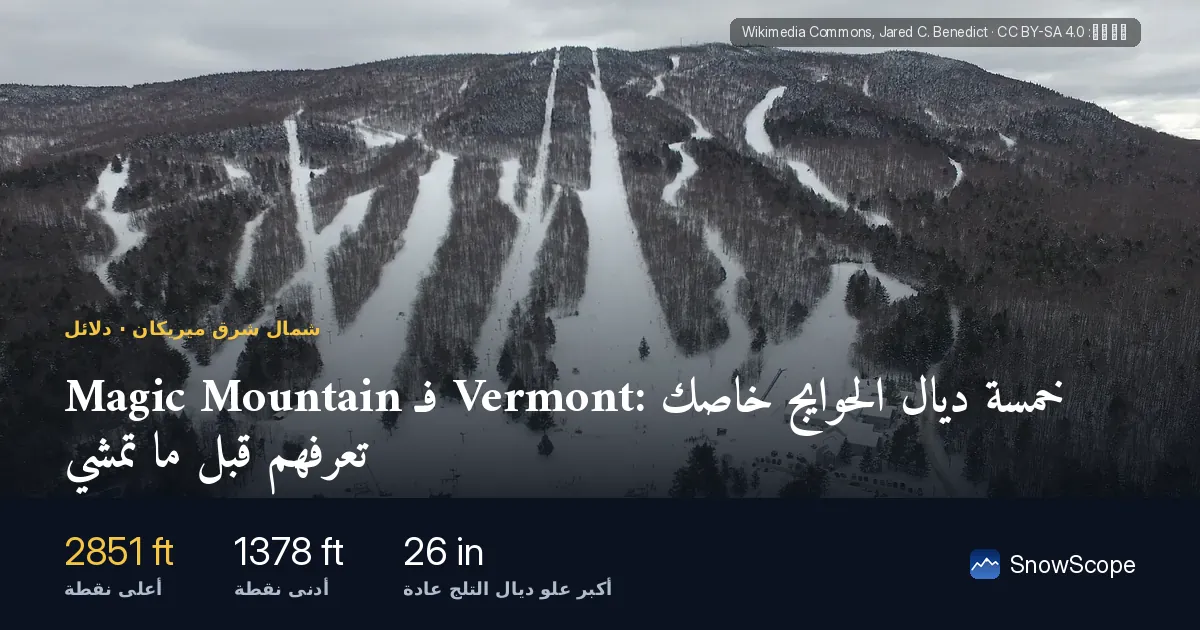 Wikimedia Commons, Jared C. Benedict · CC BY-SA 4.0 :
شمال شرق ميريكان · دلائل
Magic Mountain فـ Vermont: خمسة ديال الحوايج خاصك
تعرفهم قبل ما تمشي
2851 ft
أعلى نقطة
1378 ft
أدنى نقطة
26 in
أكبر علو ديال التلج عادة
SnowScope